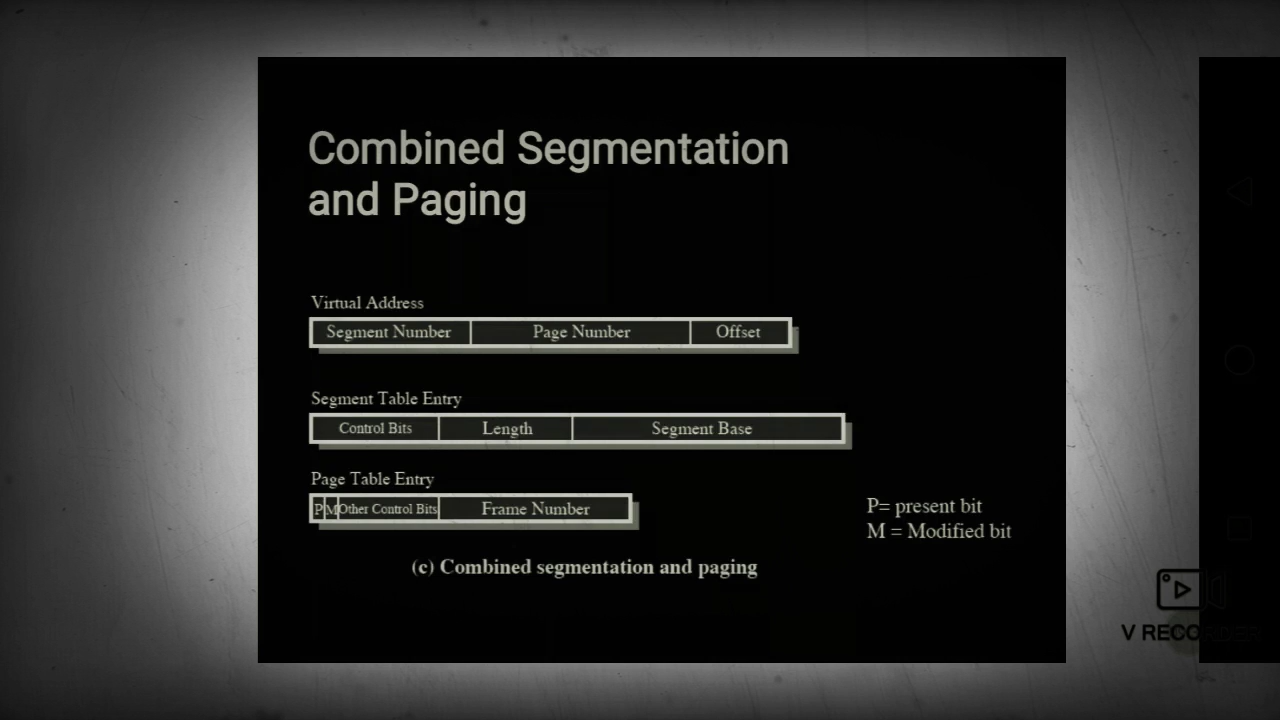 Combined Segmentation
and Paging
Virtual Address
Segment Number Page Number Offset
Segment Table Entry
Control Bits Length Segment Base
Page Table Entry
P M Other Control Bits Frame Number
P= present bit
M = Modified bit
(c) Combined segmentation and paging
V RECORDER